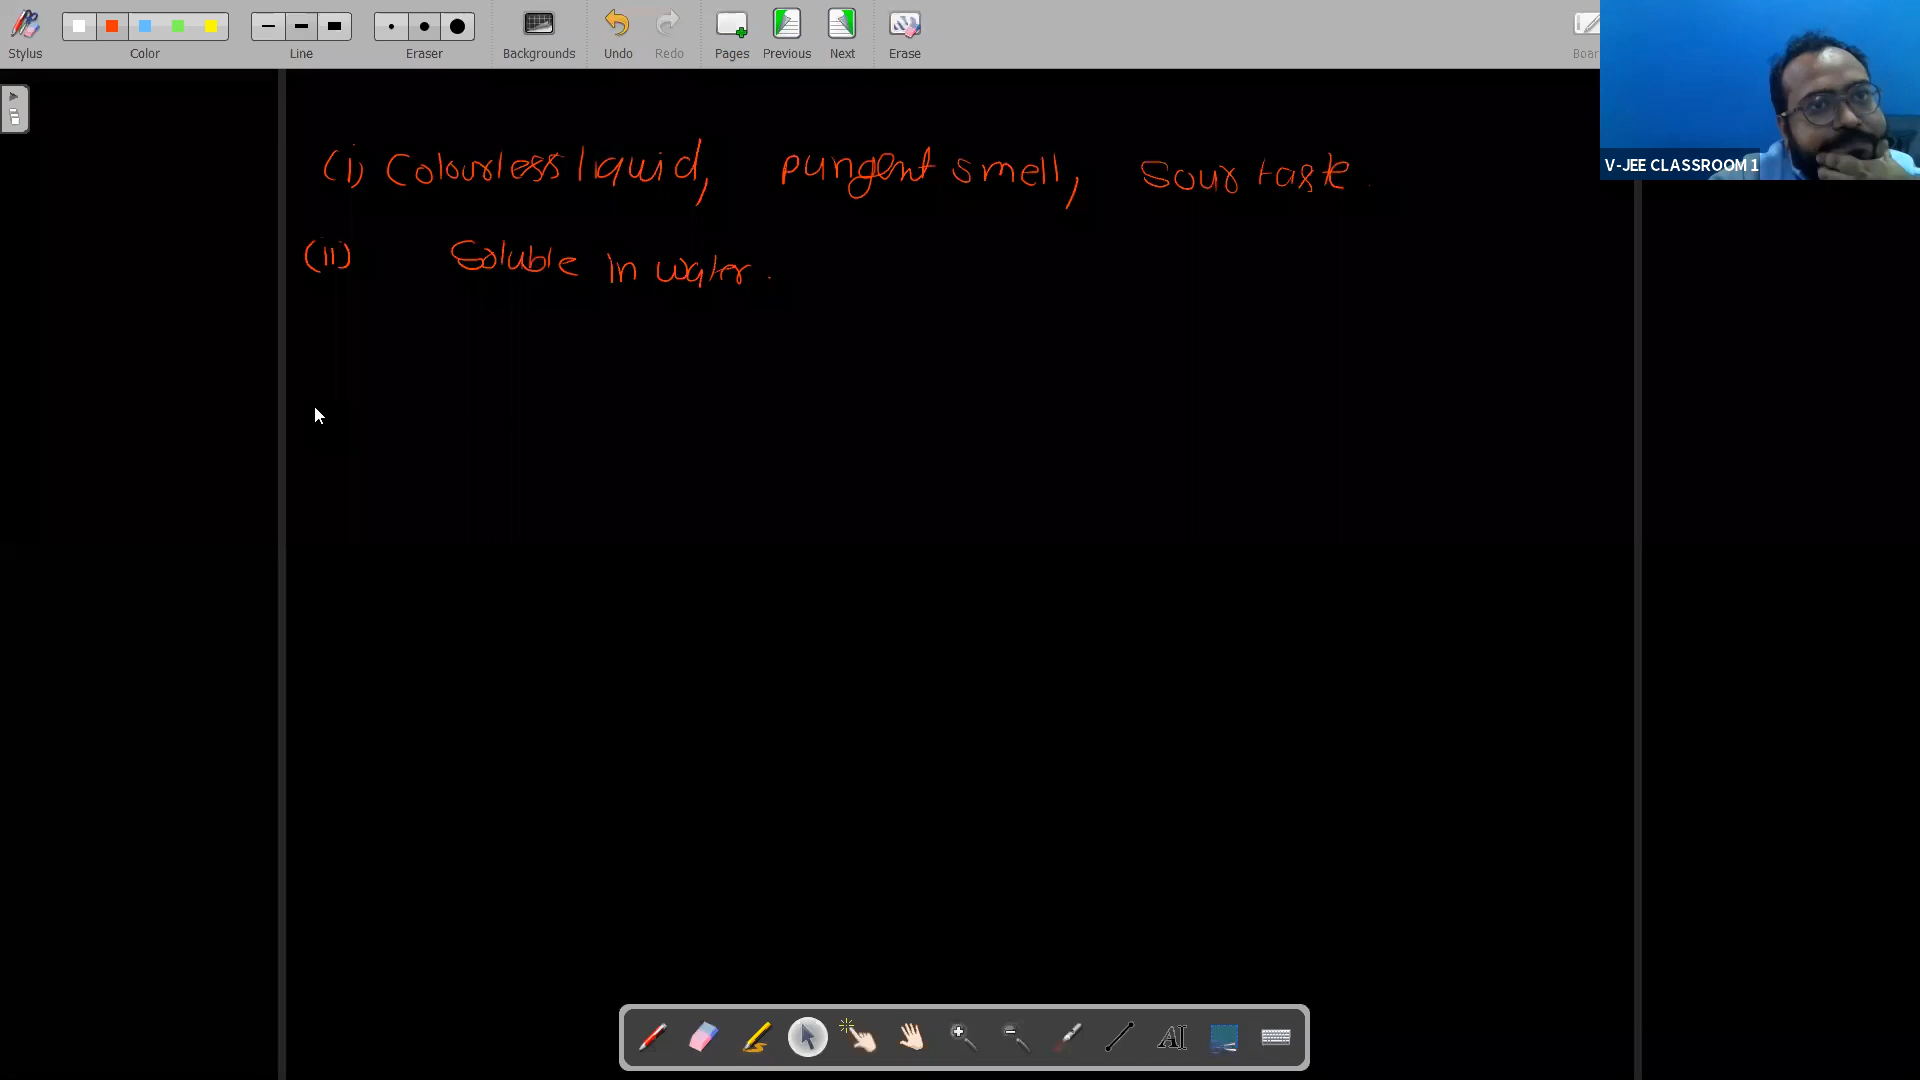 Stylus Color Line Eraser Backgrounds Undo Redo Pages Previous Next Erase
V-JEE CLASSROOM 1
(i) Colourless liquid, pungent smell, Sour taste.
(ii) Soluble in water.